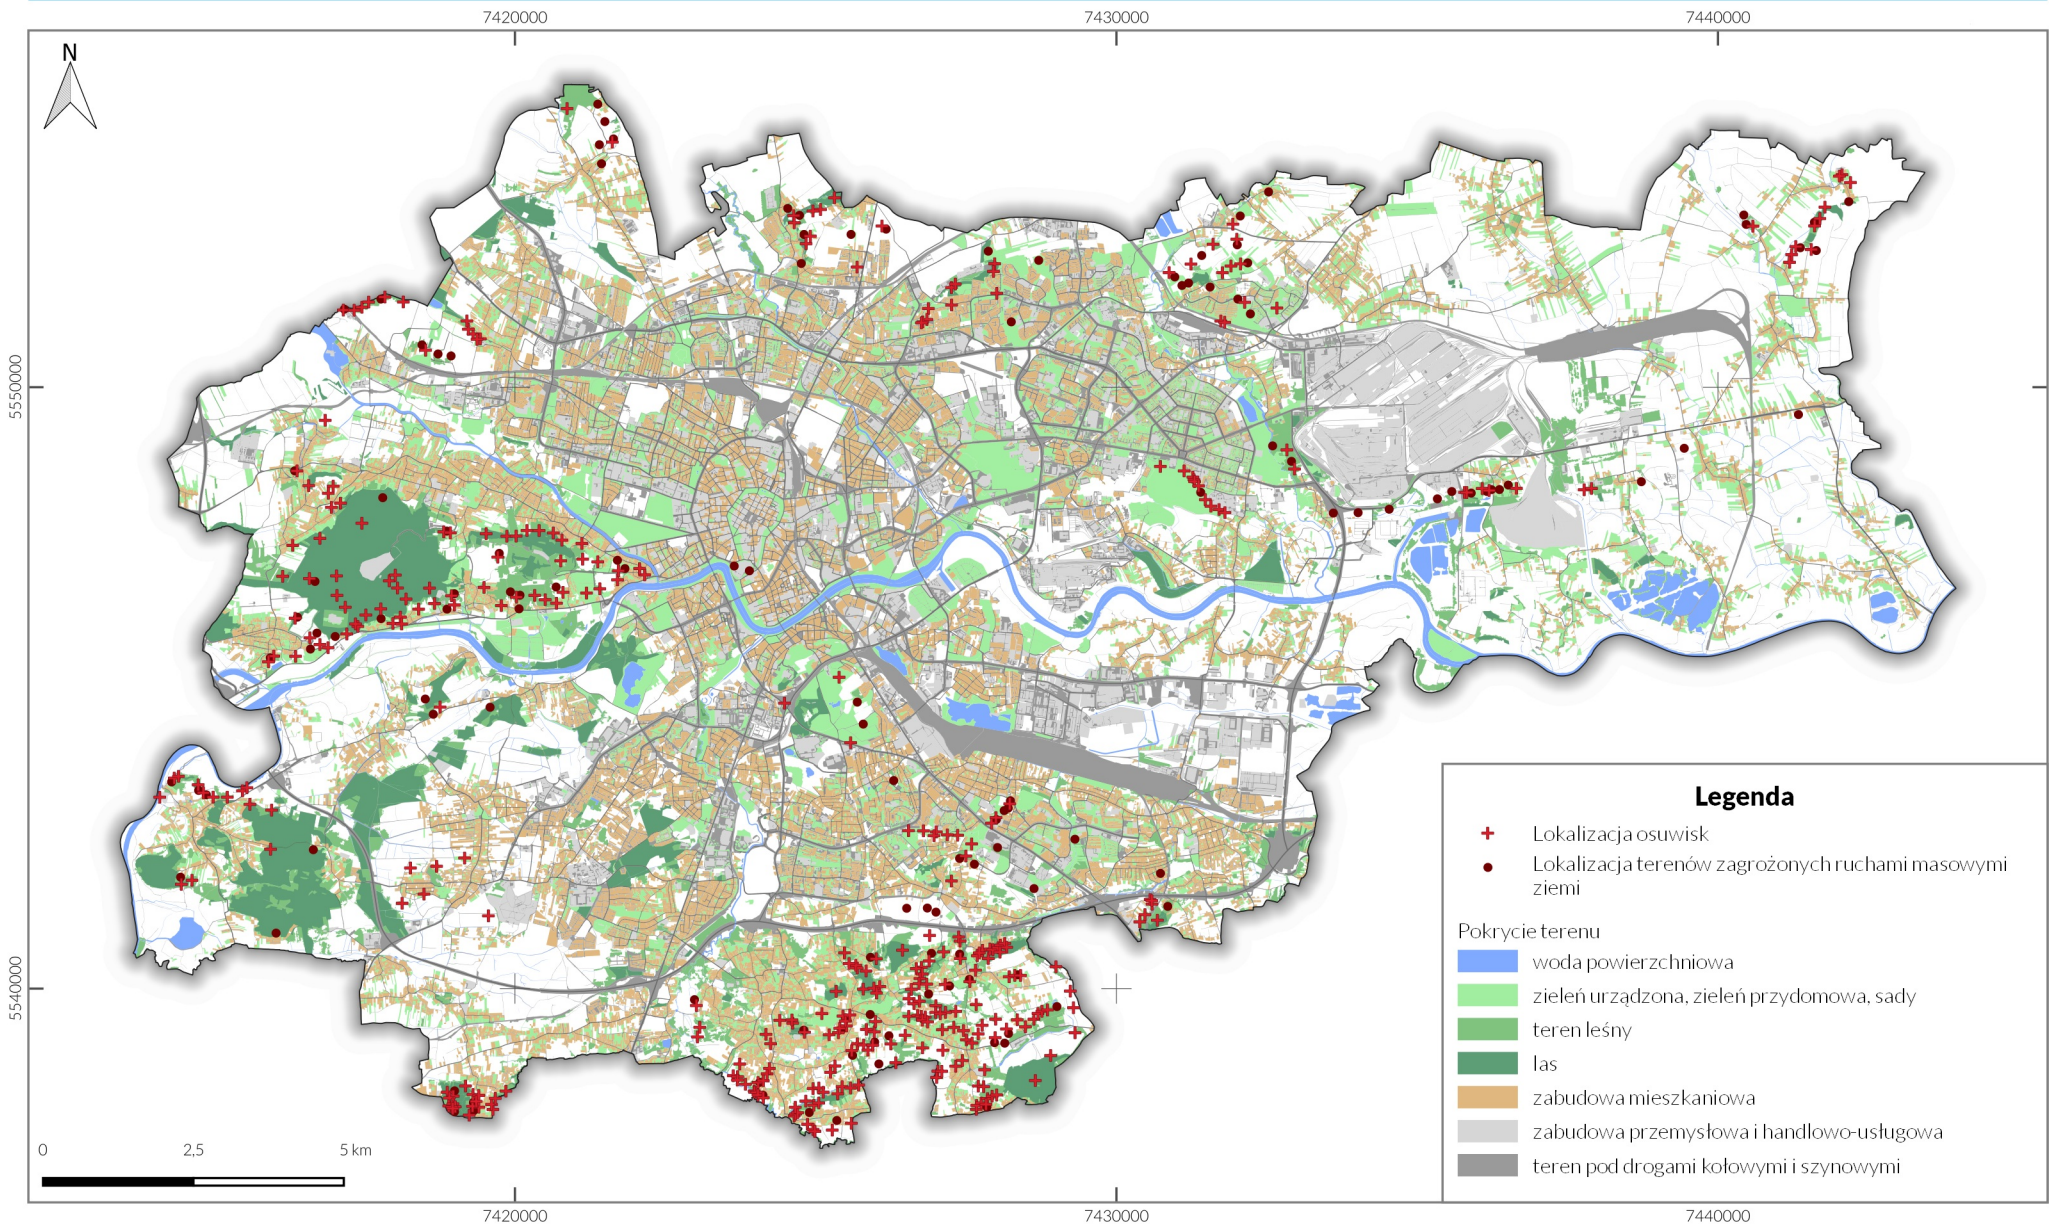 7420000
7430000
7440000
N
5550000
5540000
Legenda
Lokalizacja osuwisk
Lokalizacja terenów zagrożonych ruchami masowymi
ziemi
Pokrycie terenu
woda powierzchniowa
zieleń urządzona, zieleń przydomowa, sady
teren leśny
las
zabudowa mieszkaniowa
zabudowa przemysłowa i handlowo-usługowa
teren pod drogami kołowymi i szynowymi
0
2,5
5 km
7420000
7430000
7440000